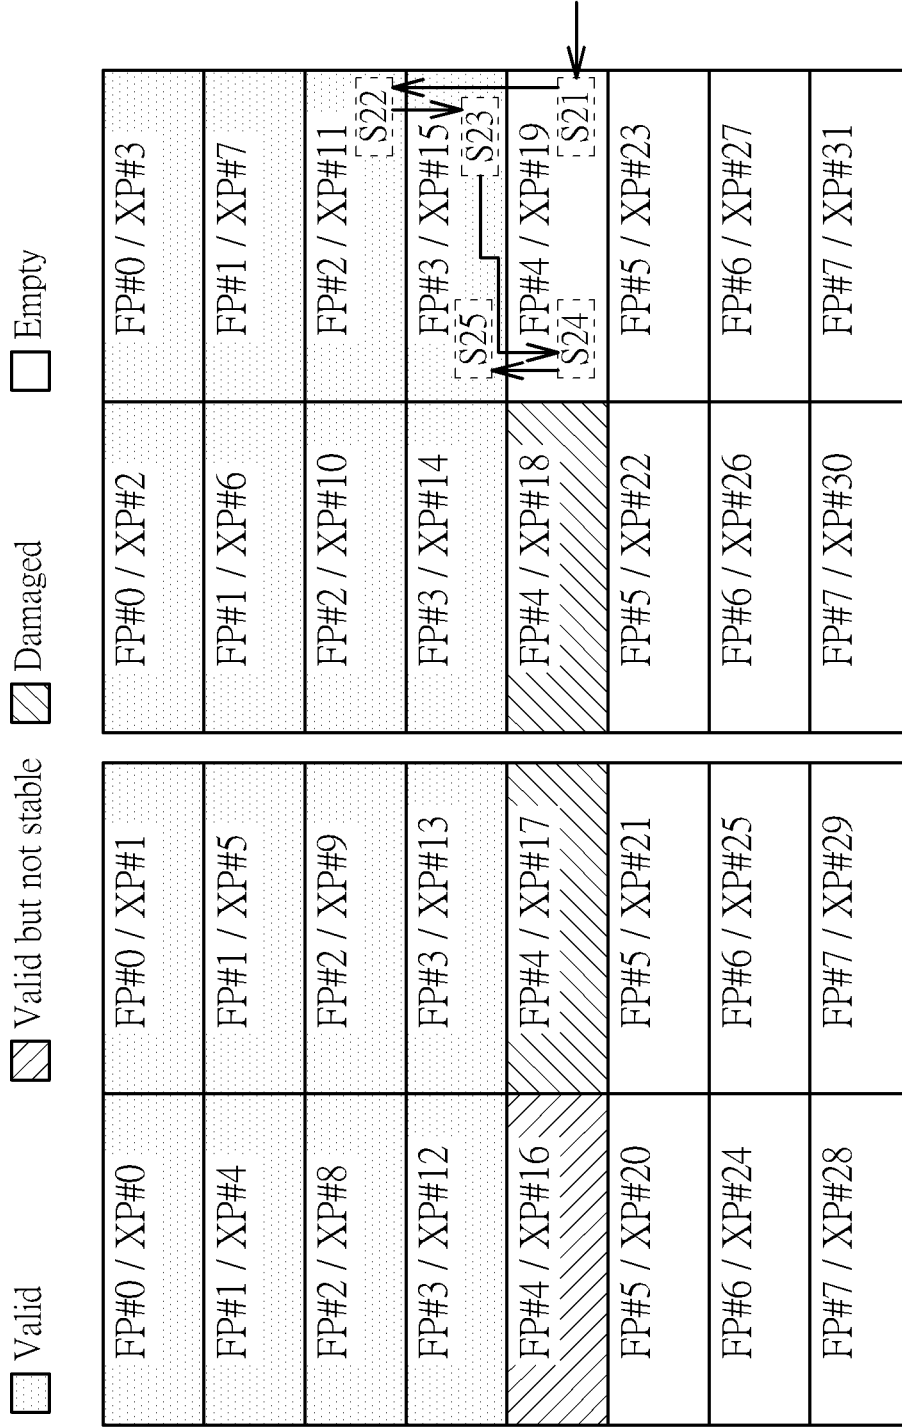 Valid
Valid but not stable
Damaged
Empty
FP#0 / XP#0
FP#0 / XP#1
FP#0 / XP#2
FP#0 / XP#3
FP#1 / XP#4
FP#1 / XP#5
FP#1 / XP#6
FP#1 / XP#7
FP#2 / XP#8
FP#2 / XP#9
FP#2 / XP#10
FP#2 / XP#11
S22
FP#3 / XP#12
FP#3 / XP#13
FP#3 / XP#14
FP#3 / XP#15
S25
S23
FP#4 / XP#16
FP#4 / XP#17
FP#4 / XP#18
FP#4 / XP#19
S24
S21
FP#5 / XP#20
FP#5 / XP#21
FP#5 / XP#22
FP#5 / XP#23
FP#6 / XP#24
FP#6 / XP#25
FP#6 / XP#26
FP#6 / XP#27
FP#7 / XP#28
FP#7 / XP#29
FP#7 / XP#30
FP#7 / XP#31